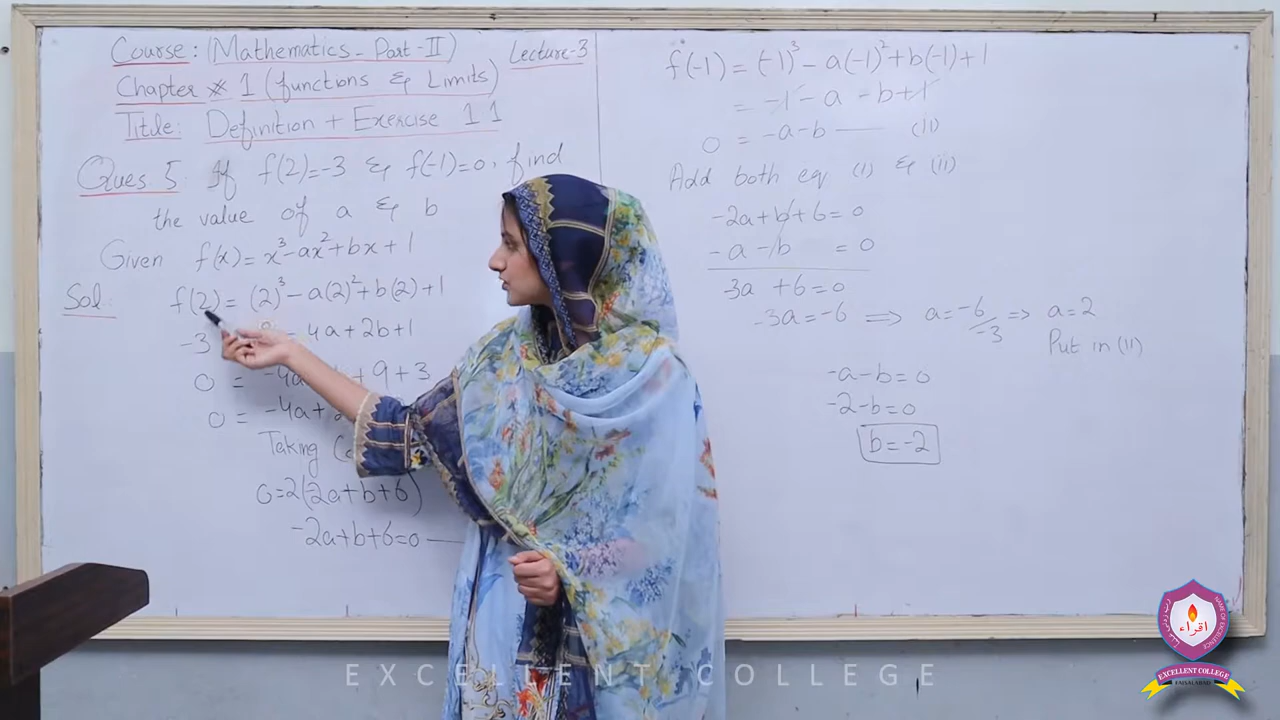 Course: (Mathematics - Part-II) Lecture-3
Chapter # 1 (functions & Limits)
Title: Definition + Exercise 1 1
Ques 5. If f(2)=-3 & f(-1)=0, find
the value of a & b
Given f(x)= x³-ax²+bx+1
Sol: f(2)= (2)³-a(2)²+b(2)+1
-3 - 4a+2b+1
0 = -4a + 9+3
0 = -4a+
Taking
0=2(2a+b+6)
-2a+b+6=0 —
f(-1) = (-1)³-a(-1)²+b(-1)+1
= -1-a-b+1
0 = -a-b — (II)
Add both eq (I) & (II)
-2a+b+6=0
-a-b =0
3a +6=0
-3a=-6 ⟹ a=-6/-3 ⟹ a=2
Put in (II)
-a-b=0
-2-b=0
b=-2
EXCELLENT COLLEGE
اقراء
EXCELLENT COLLEGE
FAISALABAD